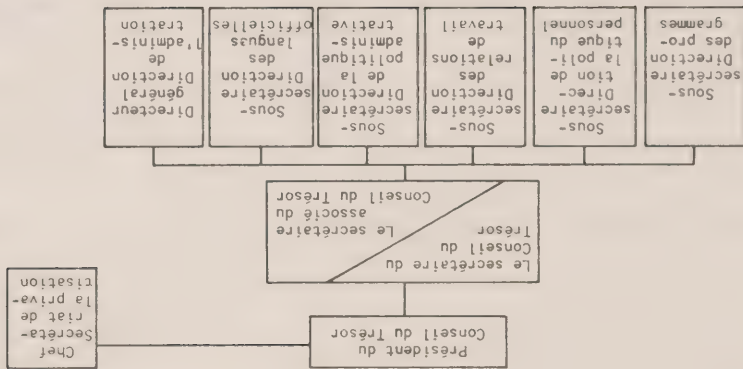 Président du
Conseil du Trésor
Chef
Secréta-
riat de
la priva-
tisation
Le secrétaire du
Conseil du
Trésor
Le secrétaire
associé du
Conseil du Trésor
Sous-
secrétaire
Direction
des pro-
grammes
Sous-
secrétaire
Direc-
tion de
la poli-
tique du
personnel
Sous-
secrétaire
Direction
des
relations
de
travail
Sous-
secrétaire
Direction
de la
politique
adminis-
trative
Sous-
secrétaire
Direction
des
langues
officielles
Directeur
général
Direction
de
l'adminis-
tration